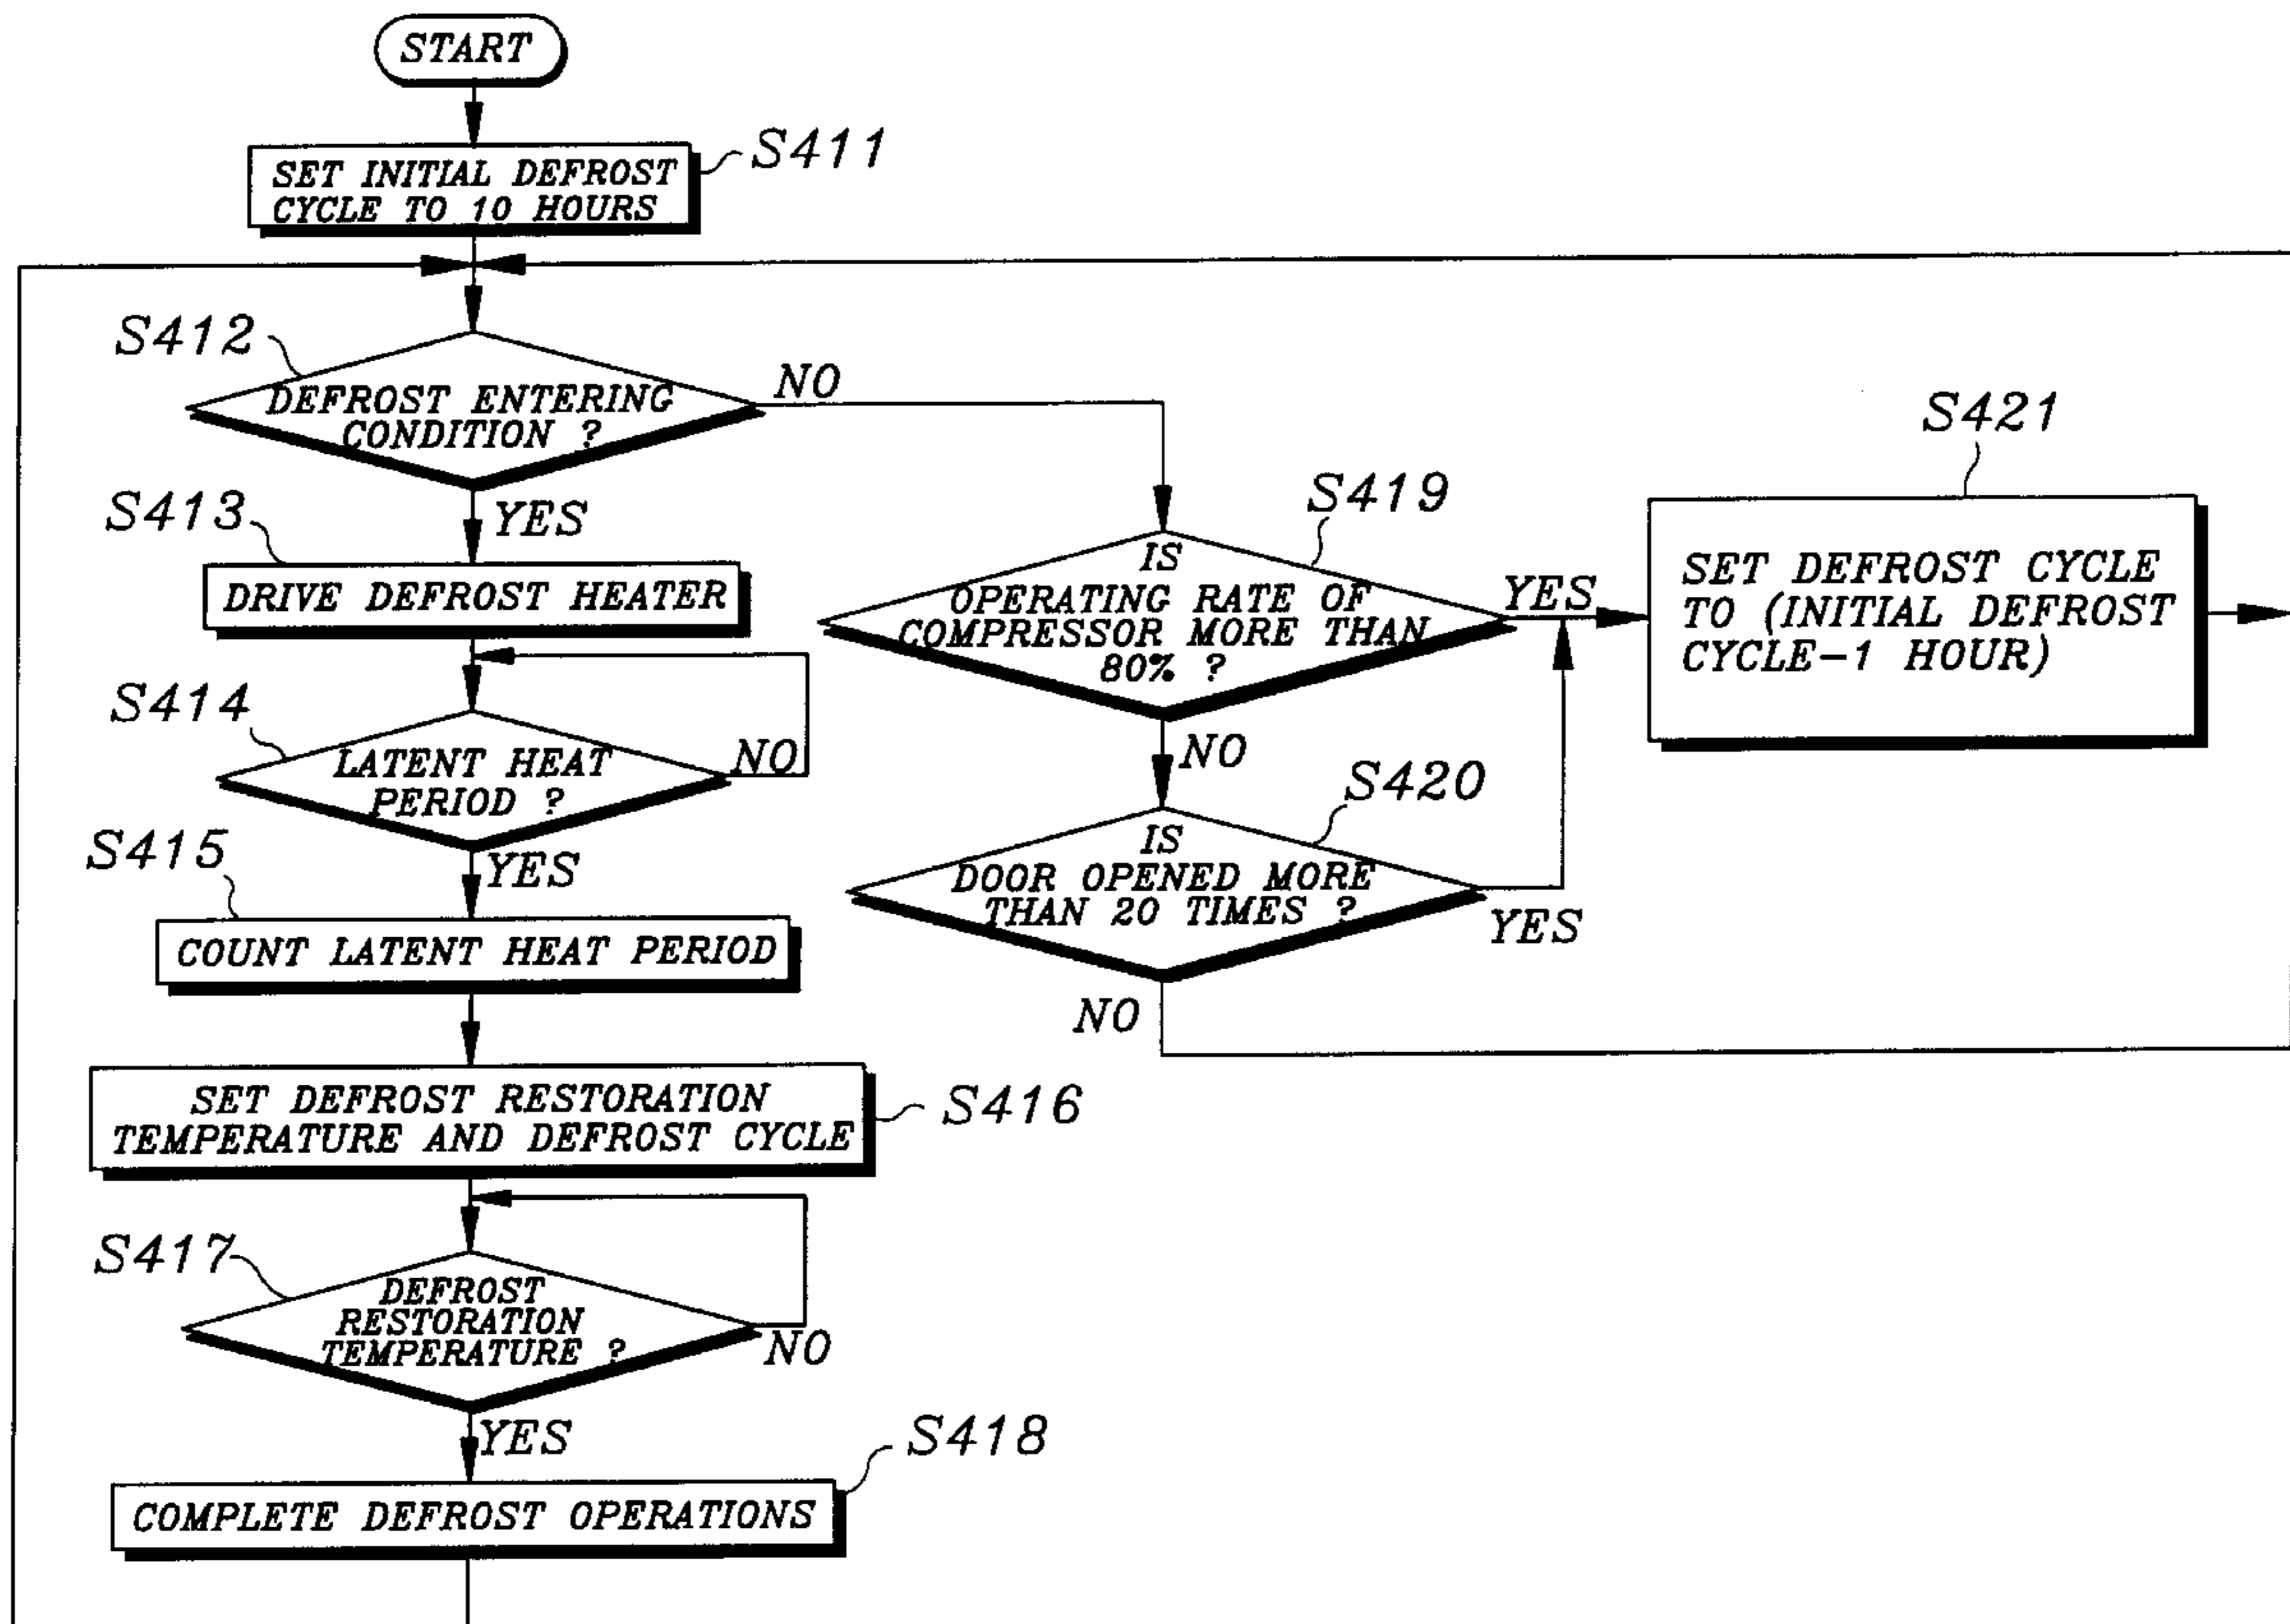 START
S411
SET INITIAL DEFROST
CYCLE TO 10 HOURS
S412
DEFROST ENTERING
CONDITION ?
NO
YES
S413
DRIVE DEFROST HEATER
S414
LATENT HEAT
PERIOD ?
NO
YES
S415
COUNT LATENT HEAT PERIOD
SET DEFROST RESTORATION
TEMPERATURE AND DEFROST CYCLE
S416
S417
DEFROST
RESTORATION
TEMPERATURE ?
NO
YES
S418
COMPLETE DEFROST OPERATIONS
S419
IS
OPERATING RATE OF
COMPRESSOR MORE THAN
80% ?
YES
NO
S420
IS
DOOR OPENED MORE
THAN 20 TIMES ?
YES
NO
S421
SET DEFROST CYCLE
TO (INITIAL DEFROST
CYCLE-1 HOUR)